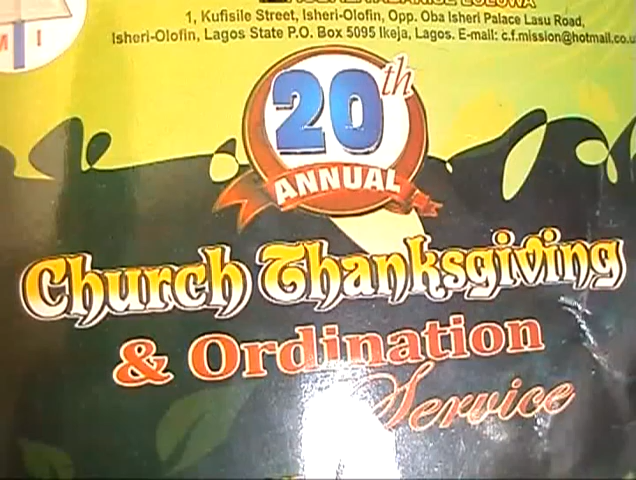 1, Kufisile Street, Isheri-Olofin, Opp. Oba Isheri Palace Lasu Road,
Isheri-Olofin, Lagos State P.O. Box 5095 Ikeja, Lagos. E-mail: c.f.mission@hotmail.co.u
M I
20th
ANNUAL
Church Thanksgiving
& Ordination
Service